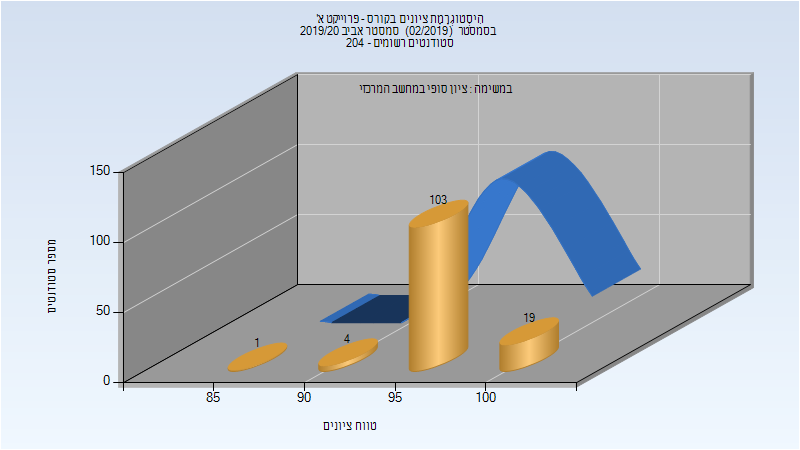 היסטוגרמת ציונים בקורס - פרוייקט א'
בסמסטר (02/2019) סמסטר אביב 2019/20
סטודנטים רשומים - 204
במשימה : ציון סופי במחשב המרכזי
מספר סטודנטים
150
100
50
0
103
19
4
1
85
90
95
100
טווח ציונים